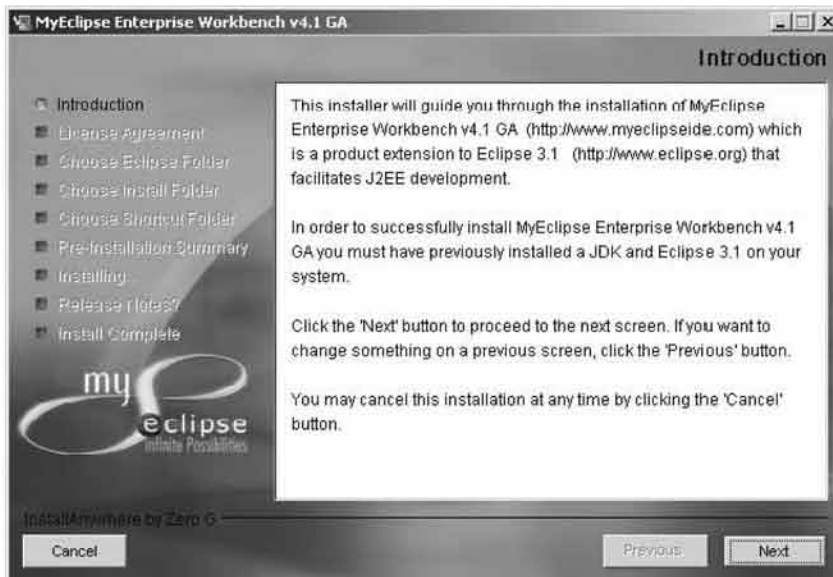 MyEclipse Enterprise Workbench v4.1 GA
Introduction
Introduction
License Agreement
Choose Eclipse Folder
Choose Install Folder
Choose Shortcut Folder
Pre-Installation Summary
Installing...
Release Notes?
Install Complete
my
eclipse
Infinite Possibilities
This installer will guide you through the installation of MyEclipse
Enterprise Workbench v4.1 GA (http://www.myeclipseide.com) which
is a product extension to Eclipse 3.1 (http://www.eclipse.org) that
facilitates J2EE development.
In order to successfully install MyEclipse Enterprise Workbench v4.1
GA you must have previously installed a JDK and Eclipse 3.1 on your
system.
Click the 'Next' button to proceed to the next screen. If you want to
change something on a previous screen, click the 'Previous' button.
You may cancel this installation at any time by clicking the 'Cancel'
button.
InstallAnywhere by Zero G
Cancel
Previous
Next